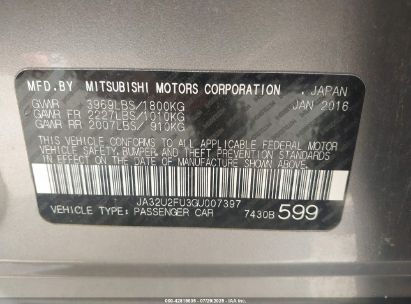 MFD.BY MITSUBISHI MOTORS CORPORATION , JAPAN
GVWR 3969LBS/1800KG JAN 2016
GAWR FR 2227LBS/1010KG
GAWR RR 2007LBS/ 910KG
THIS VEHICLE CONFORMS TO ALL APPLICABLE FEDERAL MOTOR
VEHICLE SAFETY, BUMPER AND THEFT PREVENTION STANDARDS
IN EFFECT ON THE DATE OF MANUFACTURE SHOWN ABOVE.
JA32U2FU3GU007397
VEHICLE TYPE: PASSENGER CAR 7430B 599